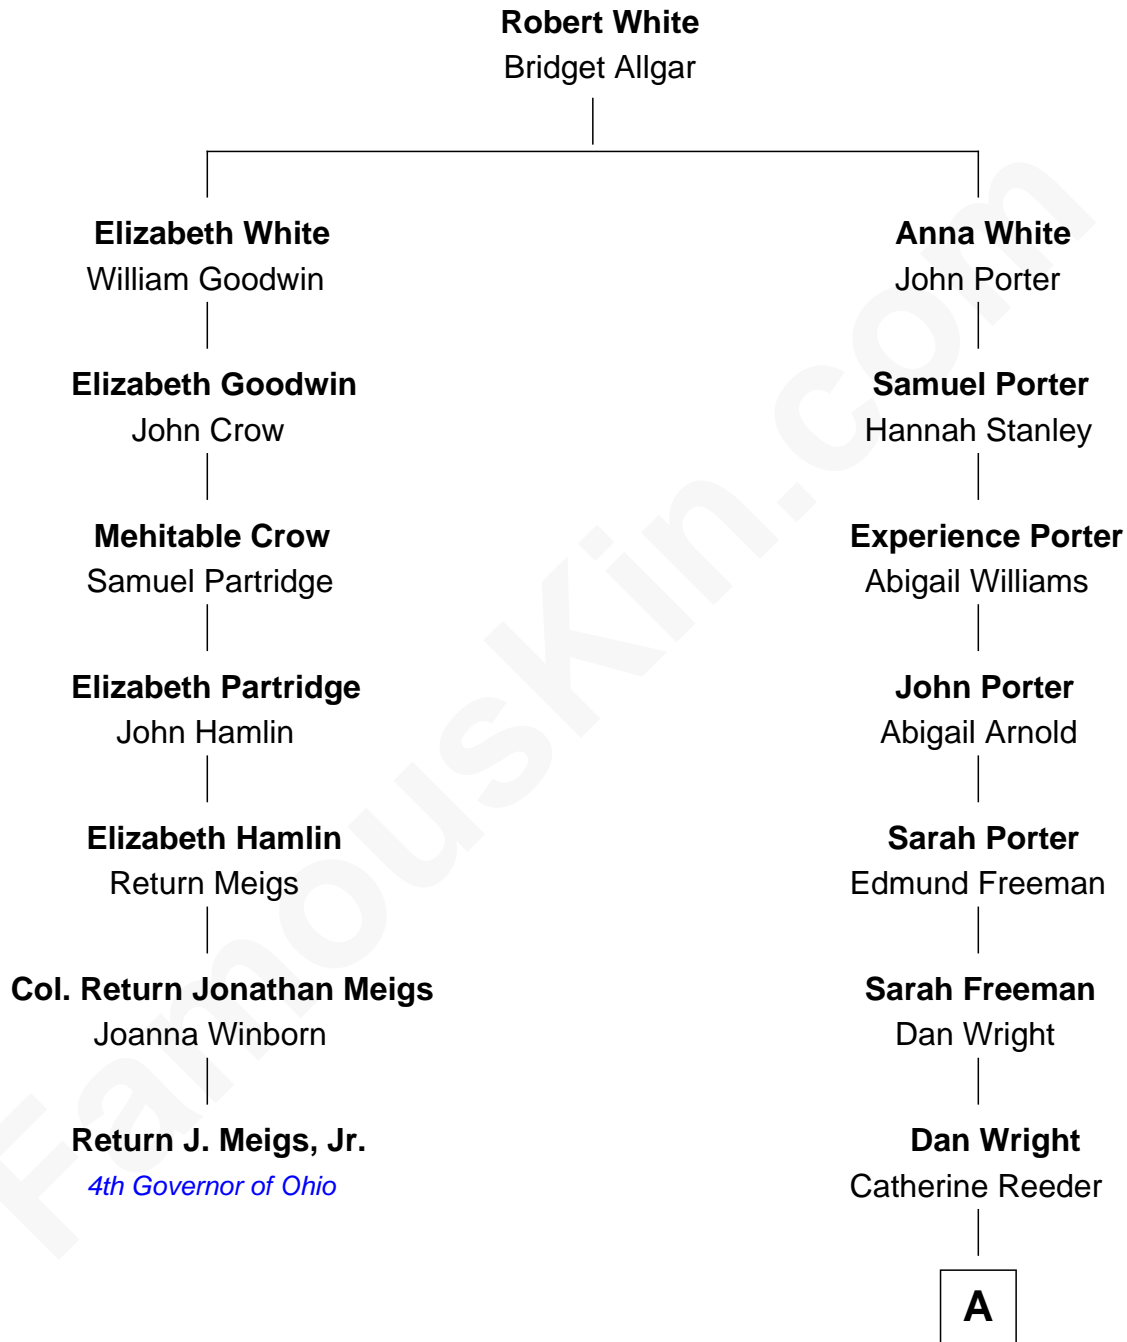 Robert White
Bridget Allgar
Elizabeth White
William Goodwin
Anna White
John Porter
Elizabeth Goodwin
John Crow
Samuel Porter
Hannah Stanley
Mehitable Crow
Samuel Partridge
Experience Porter
Abigail Williams
Elizabeth Partridge
John Hamlin
John Porter
Abigail Arnold
Elizabeth Hamlin
Return Meigs
Sarah Porter
Edmund Freeman
Col. Return Jonathan Meigs
Joanna Winborn
Sarah Freeman
Dan Wright
Return J. Meigs, Jr.
4th Governor of Ohio
Dan Wright
Catherine Reeder
A
FamousKin.com